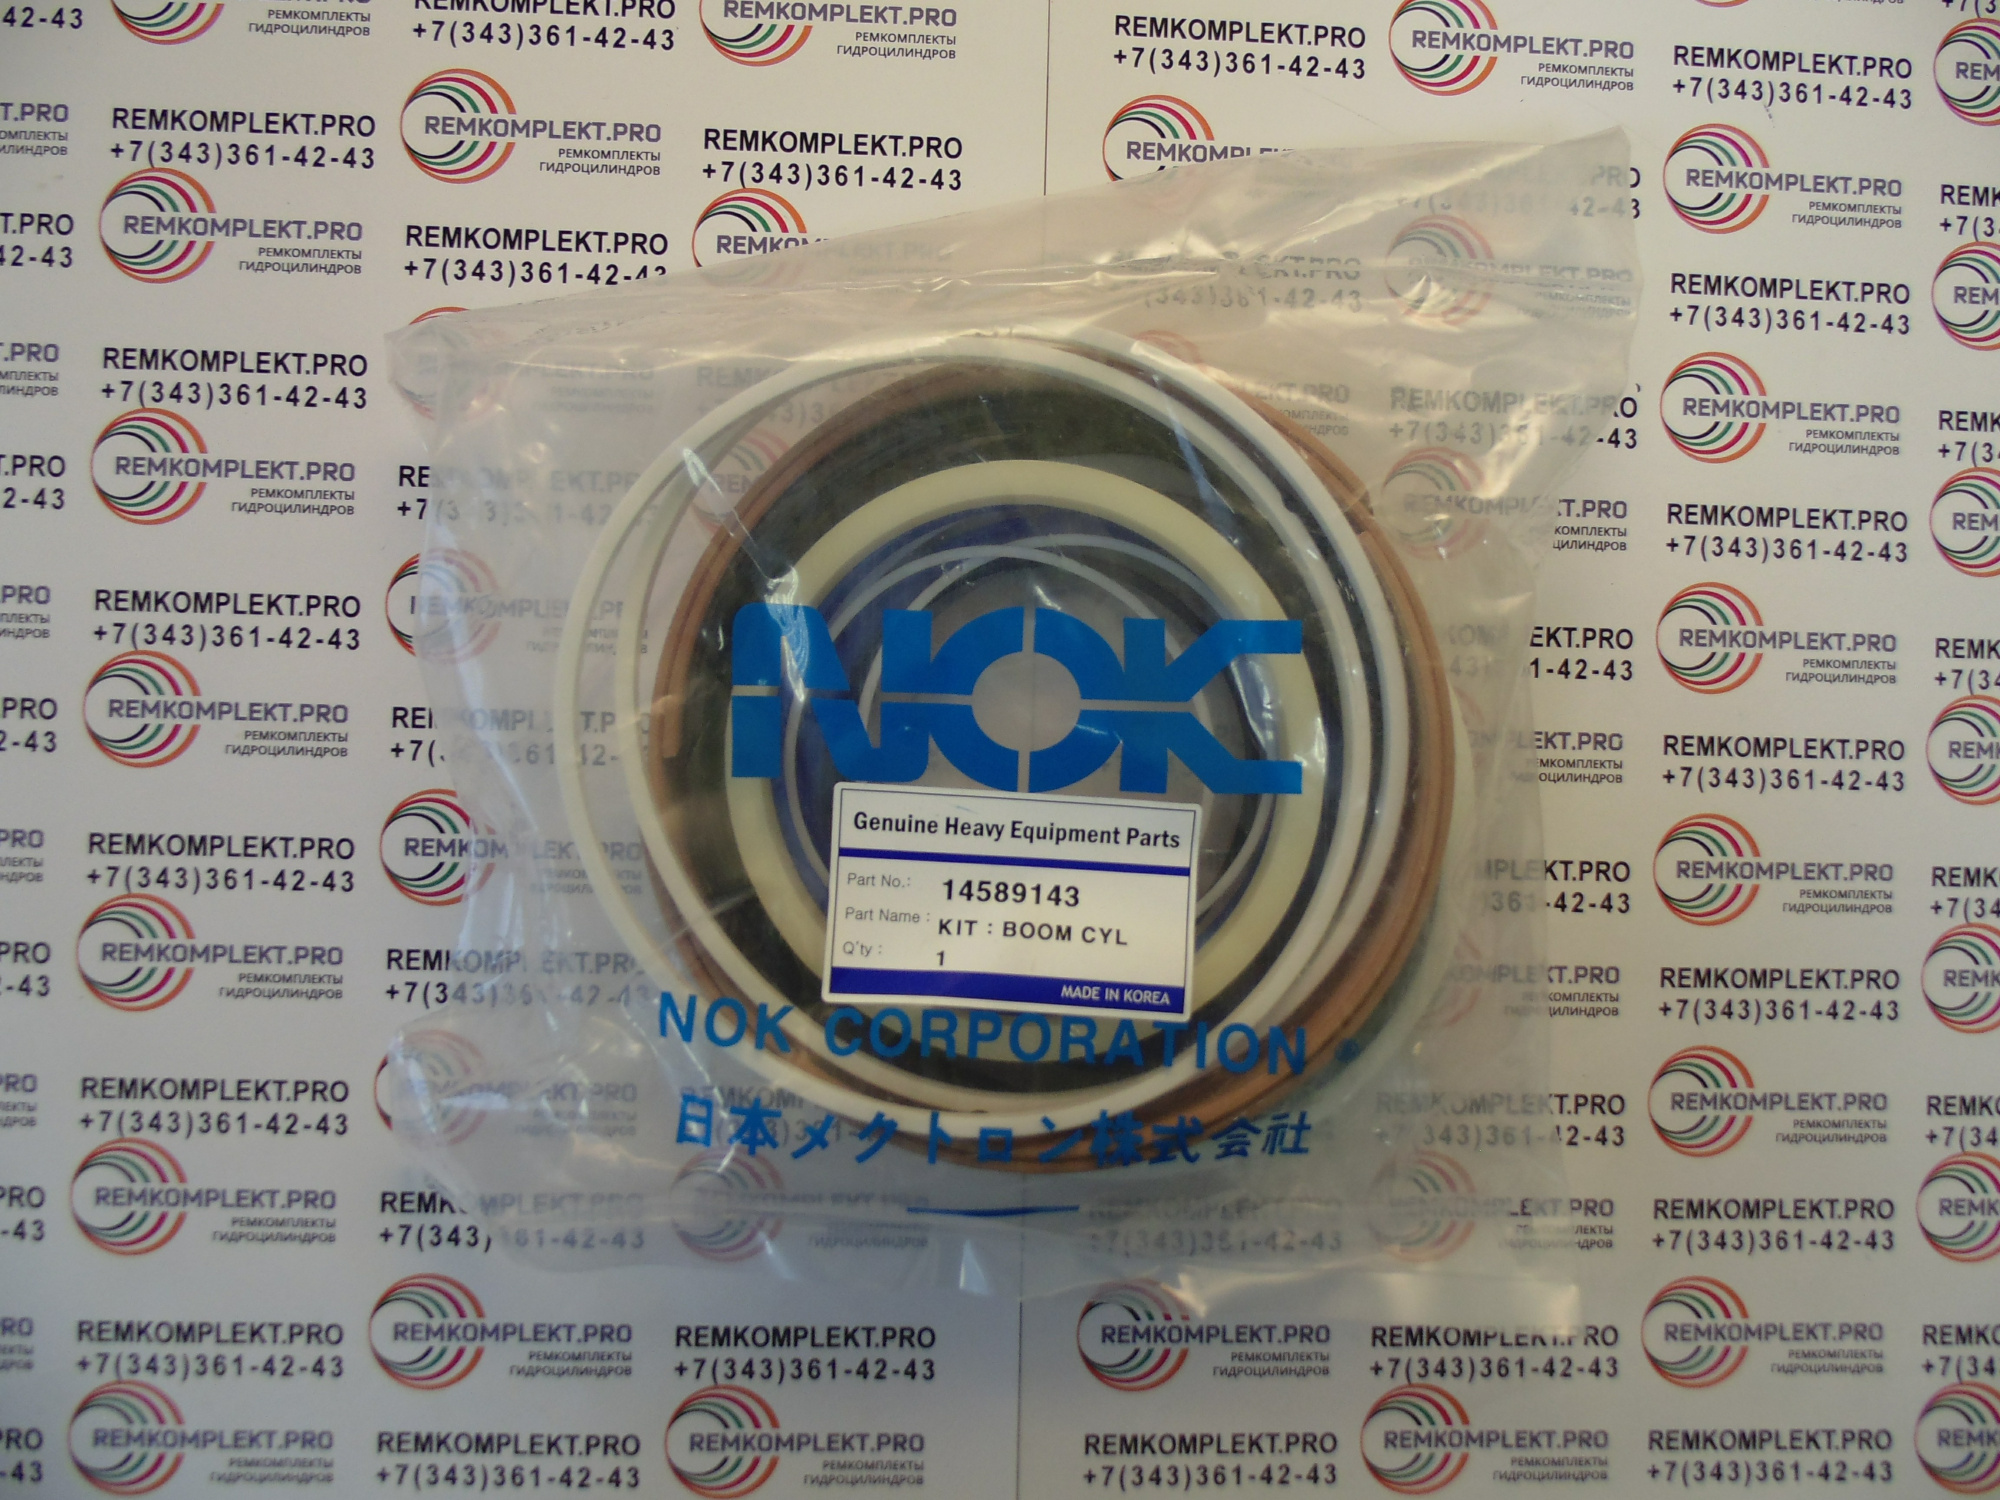 REMKOMPLEKT.PRO
+7(343)361-42-43
REMKOMPLEKT.PRO
РЕМКОМПЛЕКТЫ
ГИДРОЦИЛИНДРОВ
NOK
Genuine Heavy Equipment Parts
Part No.: 14589143
Part Name : KIT : BOOM CYL
Q'ty : 1
MADE IN KOREA
NOK CORPORATION
日本メクトロン株式会社